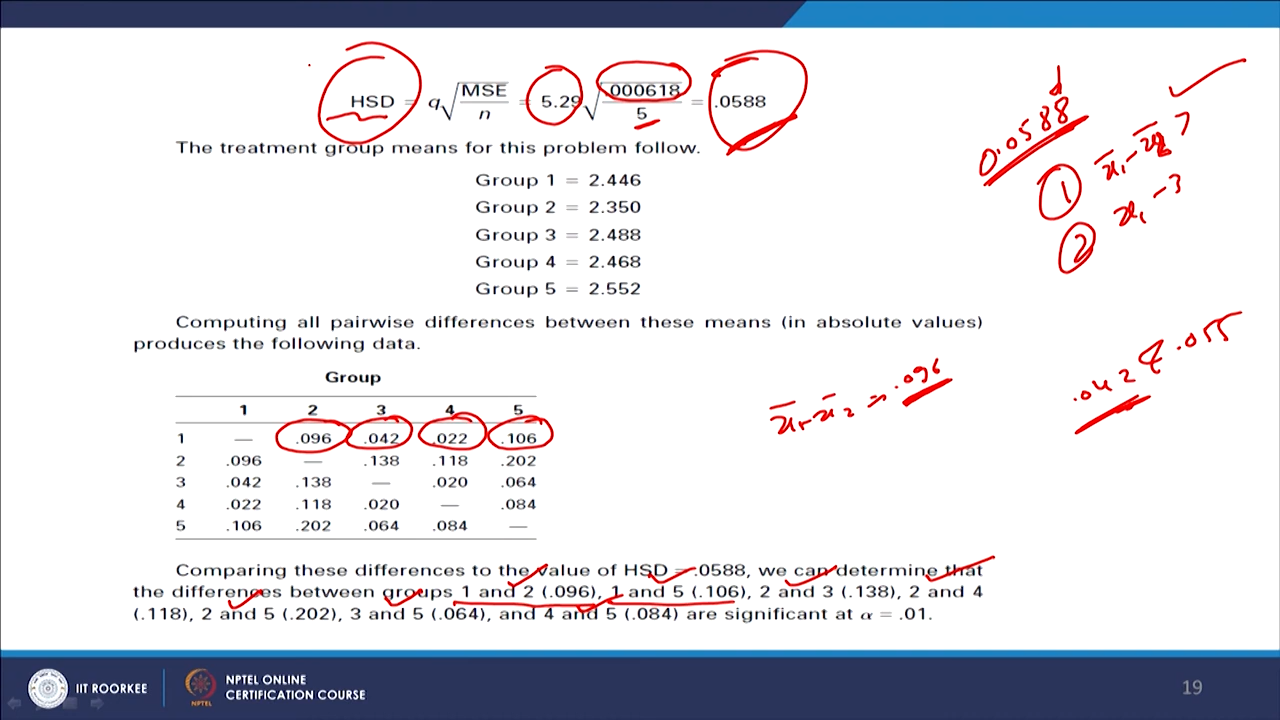 HSD = q√MSE/n = 5.29√.000618/5 = .0588
The treatment group means for this problem follow.
Group 1 = 2.446
Group 2 = 2.350
Group 3 = 2.488
Group 4 = 2.468
Group 5 = 2.552
0.0588
1 x̄₁ - x̄₂ >
2 x₁ - 3
Computing all pairwise differences between these means (in absolute values)
produces the following data.
Group
1 2 3 4 5
1 — .096 .042 .022 .106
2 .096 — .138 .118 .202
3 .042 .138 — .020 .064
4 .022 .118 .020 — .084
5 .106 .202 .064 .084 —
x̄₁ - x̄₂ = .096
.042 .055
Comparing these differences to the value of HSD = .0588, we can determine that
the differences between groups 1 and 2 (.096), 1 and 5 (.106), 2 and 3 (.138), 2 and 4
(.118), 2 and 5 (.202), 3 and 5 (.064), and 4 and 5 (.084) are significant at α = .01.
IIT ROORKEE
NPTEL ONLINE
CERTIFICATION COURSE
NPTEL
19